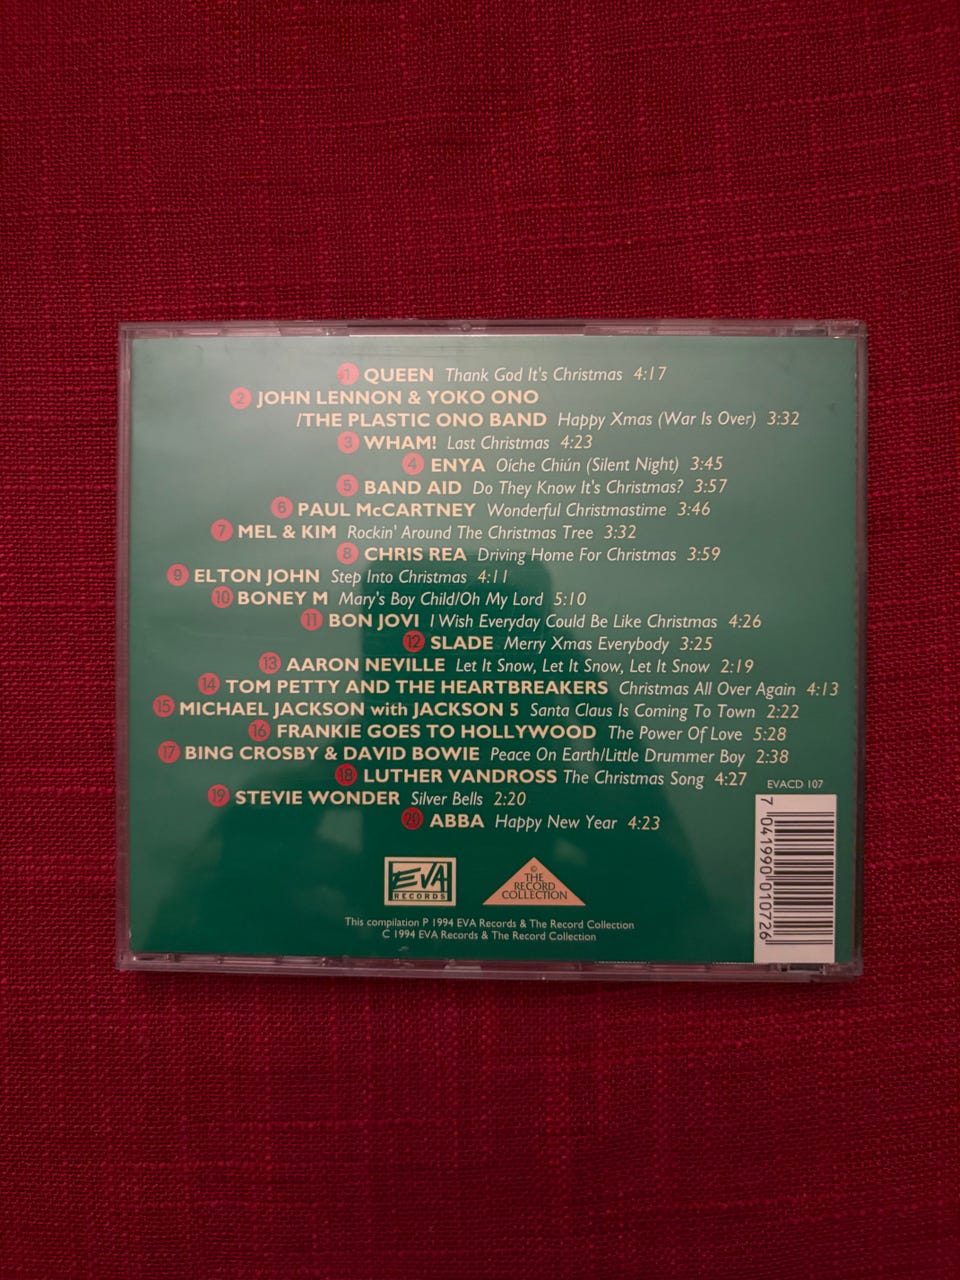 1 QUEEN Thank God It's Christmas 4:17
2 JOHN LENNON & YOKO ONO
/THE PLASTIC ONO BAND Happy Xmas (War Is Over) 3:32
3 WHAM! Last Christmas 4:23
4 ENYA Oíche Chiún (Silent Night) 3:45
5 BAND AID Do They Know It's Christmas? 3:57
6 PAUL McCARTNEY Wonderful Christmastime 3:46
7 MEL & KIM Rockin' Around The Christmas Tree 3:32
8 CHRIS REA Driving Home For Christmas 3:59
9 ELTON JOHN Step Into Christmas 4:11
10 BONEY M Mary's Boy Child/Oh My Lord 5:10
11 BON JOVI I Wish Everyday Could Be Like Christmas 4:26
12 SLADE Merry Xmas Everybody 3:25
13 AARON NEVILLE Let It Snow, Let It Snow, Let It Snow 2:19
14 TOM PETTY AND THE HEARTBREAKERS Christmas All Over Again 4:13
15 MICHAEL JACKSON with JACKSON 5 Santa Claus Is Coming To Town 2:22
16 FRANKIE GOES TO HOLLYWOOD The Power Of Love 5:28
17 BING CROSBY & DAVID BOWIE Peace On Earth/Little Drummer Boy 2:38
18 LUTHER VANDROSS The Christmas Song 4:27
19 STEVIE WONDER Silver Bells 2:20
20 ABBA Happy New Year 4:23
EVACD 107
7 041990 010726
EVA
RECORDS
©
THE
RECORD
COLLECTION
This compilation P 1994 EVA Records & The Record Collection
C 1994 EVA Records & The Record Collection